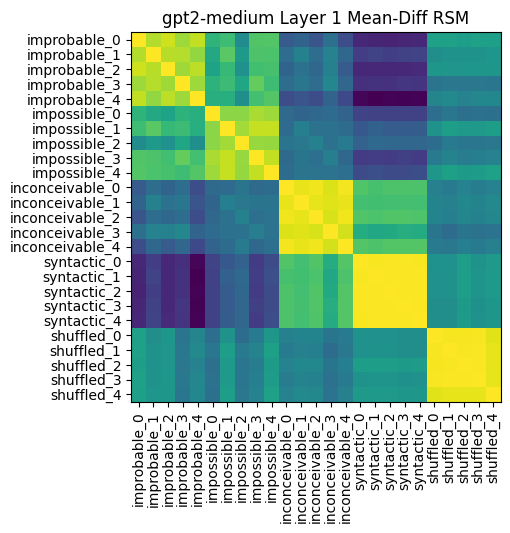 gpt2-medium Layer 1 Mean-Diff RSM
improbable_0
improbable_1
improbable_2
improbable_3
improbable_4
impossible_0
impossible_1
impossible_2
impossible_3
impossible_4
inconceivable_0
inconceivable_1
inconceivable_2
inconceivable_3
inconceivable_4
syntactic_0
syntactic_1
syntactic_2
syntactic_3
syntactic_4
shuffled_0
shuffled_1
shuffled_2
shuffled_3
shuffled_4
improbable_0
improbable_1
improbable_2
improbable_3
improbable_4
impossible_0
impossible_1
impossible_2
impossible_3
impossible_4
inconceivable_0
inconceivable_1
inconceivable_2
inconceivable_3
inconceivable_4
syntactic_0
syntactic_1
syntactic_2
syntactic_3
syntactic_4
shuffled_0
shuffled_1
shuffled_2
shuffled_3
shuffled_4